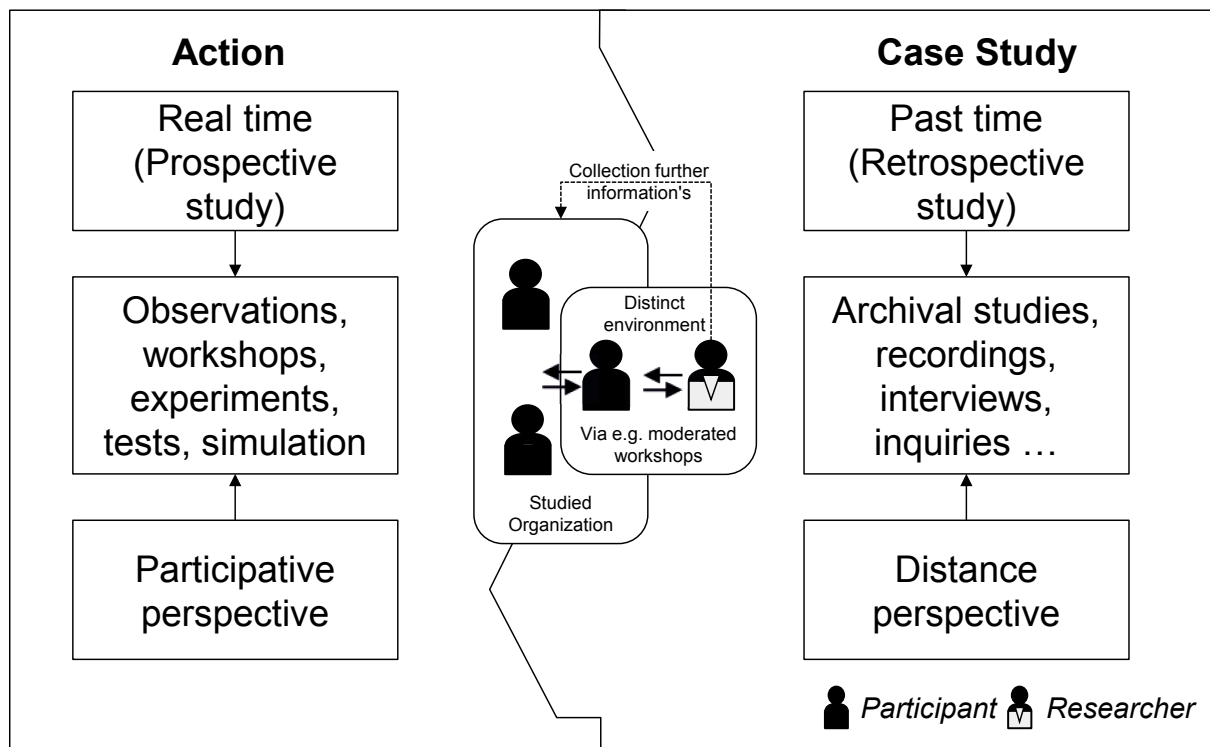 Action
Real time
(Prospective
study)
Observations,
workshops,
experiments,
tests, simulation
Participative
perspective
Collection further
information's
Distinct
environment
Via e.g. moderated
workshops
Studied
Organization
Case Study
Past time
(Retrospective
study)
Archival studies,
recordings,
interviews,
inquiries …
Distance
perspective
Participant
Researcher